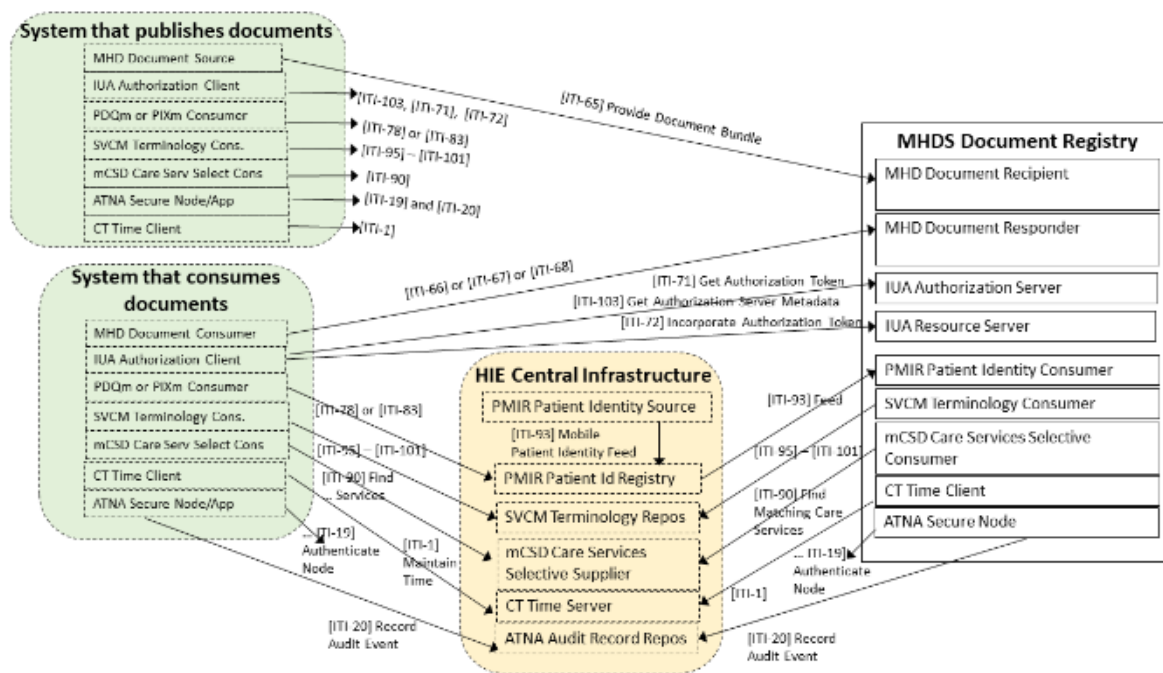 System that publishes documents
MHD Document Source
IUA Authorization Client
PDQm or PIXm Consumer
SVCM Terminology Cons.
mCSD Care Serv Select Cons
ATNA Secure Node/App
CT Time Client
[ITI-103, [ITI-71], [ITI-72]
[ITI-78] or [ITI-83]
[ITI-95] – [ITI-101]
[ITI-90]
[ITI-19] and [ITI-20]
[ITI-1]
[ITI-65] Provide Document Bundle
MHDS Document Registry
MHD Document Recipient
MHD Document Responder
IUA Authorization Server
IUA Resource Server
PMIR Patient Identity Consumer
SVCM Terminology Consumer
mCSD Care Services Selective
Consumer
CT Time Client
ATNA Secure Node
System that consumes
documents
MHD Document Consumer
IUA Authorization Client
PDQm or PIXm Consumer
SVCM Terminology Cons.
mCSD Care Serv Select Cons
CT Time Client
ATNA Secure Node/App
[ITI-66] or [ITI-67] or [ITI-68]
[ITI-71] Get Authorization Token
[ITI-103] Get Authorization Server Metadata
[ITI-72] Incorporate Authorization Token
[ITI-78] or [ITI-83]
[ITI-95] – [ITI-101]
[ITI-90] Find
... Services
... ITI-19]
Authenticate
Node
[ITI-1]
Maintain
Time
[ITI-20] Record
Audit Event
HIE Central Infrastructure
PMIR Patient Identity Source
[ITI-93] Mobile
Patient Identity Feed
PMIR Patient Id Registry
SVCM Terminology Repos
mCSD Care Services
Selective Supplier
CT Time Server
ATNA Audit Record Repos
[ITI-93] Feed
[ITI-95] – [ITI-101]
[ITI-90] Find
Matching Care
Services
... ITI-19]
Authenticate
Node
[ITI-1]
[ITI-20] Record
Audit Event